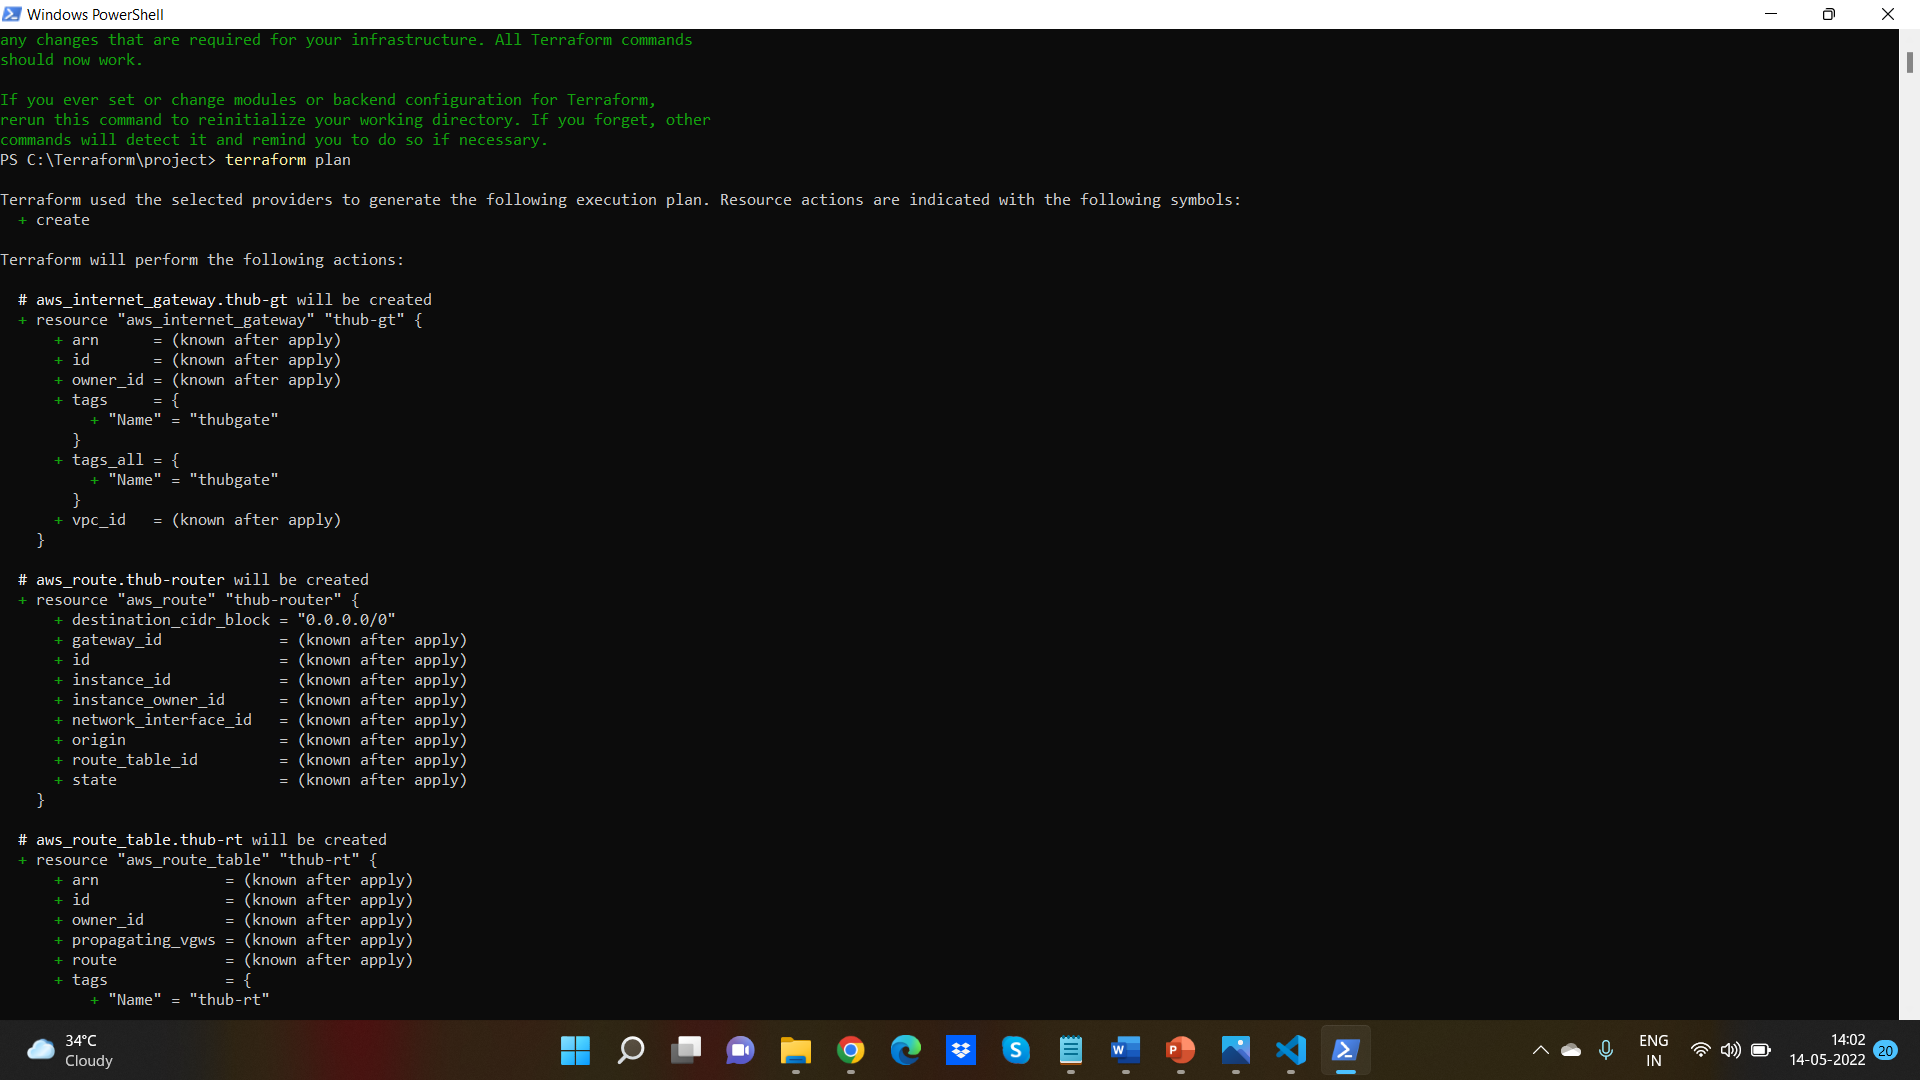 Windows PowerShell
any changes that are required for your infrastructure. All Terraform commands
should now work.
If you ever set or change modules or backend configuration for Terraform,
rerun this command to reinitialize your working directory. If you forget, other
commands will detect it and remind you to do so if necessary.
PS C:\Terraform\project> terraform plan
Terraform used the selected providers to generate the following execution plan. Resource actions are indicated with the following symbols:
  + create
Terraform will perform the following actions:
  # aws_internet_gateway.thub-gt will be created
  + resource "aws_internet_gateway" "thub-gt" {
      + arn      = (known after apply)
      + id       = (known after apply)
      + owner_id = (known after apply)
      + tags     = {
          + "Name" = "thubgate"
        }
      + tags_all = {
          + "Name" = "thubgate"
        }
      + vpc_id   = (known after apply)
    }
  # aws_route.thub-router will be created
  + resource "aws_route" "thub-router" {
      + destination_cidr_block = "0.0.0.0/0"
      + gateway_id             = (known after apply)
      + id                     = (known after apply)
      + instance_id            = (known after apply)
      + instance_owner_id      = (known after apply)
      + network_interface_id   = (known after apply)
      + origin                 = (known after apply)
      + route_table_id         = (known after apply)
      + state                  = (known after apply)
    }
  # aws_route_table.thub-rt will be created
  + resource "aws_route_table" "thub-rt" {
      + arn              = (known after apply)
      + id               = (known after apply)
      + owner_id         = (known after apply)
      + propagating_vgws = (known after apply)
      + route            = (known after apply)
      + tags             = {
          + "Name" = "thub-rt"
34°C
Cloudy
ENG
IN
14:02
14-05-2022
20